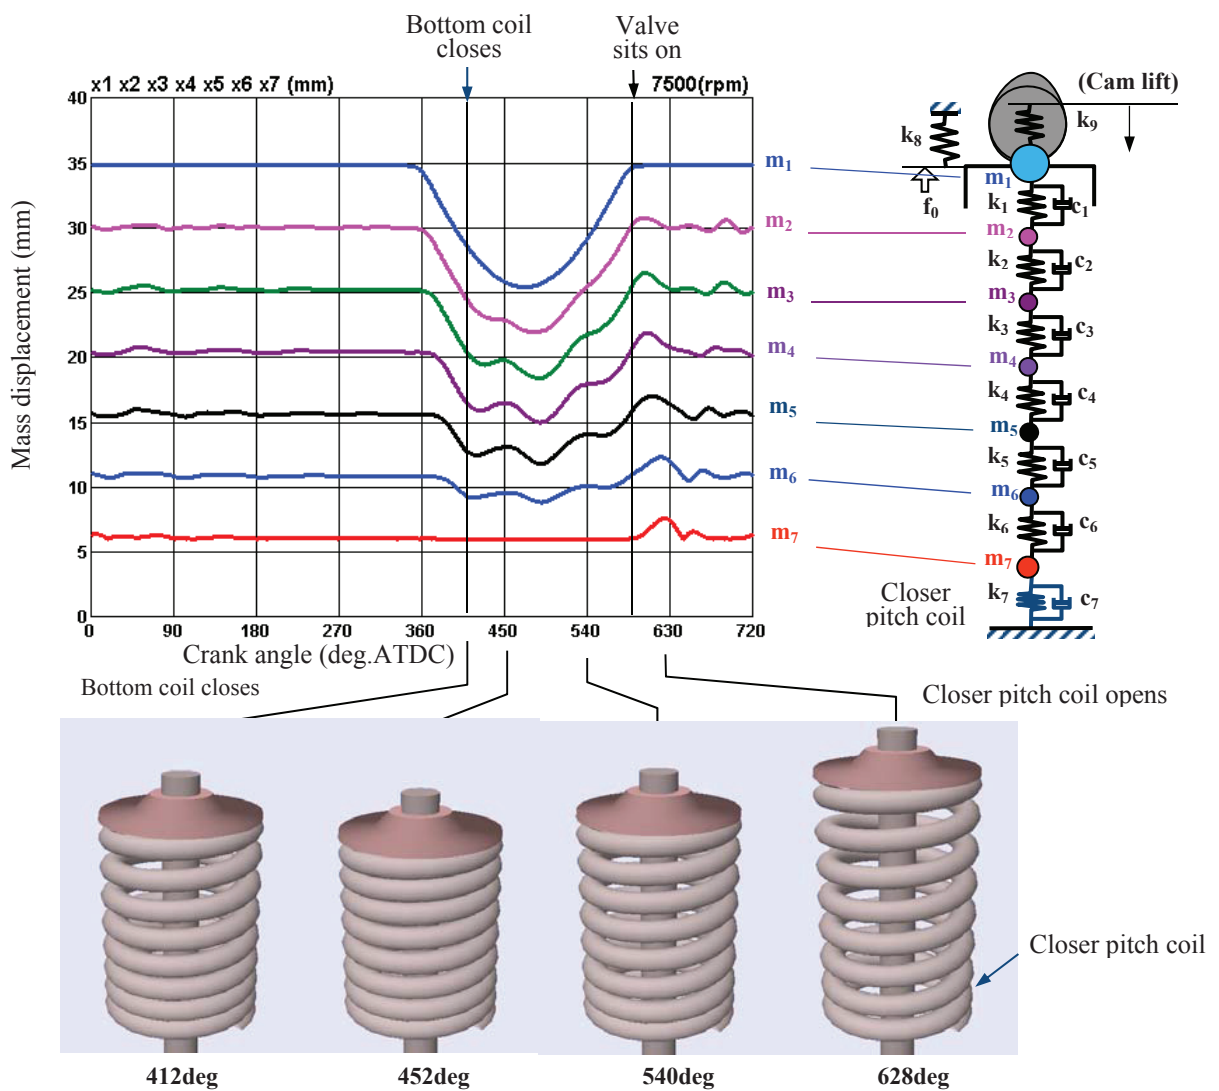 Bottom coil
closes
Valve
sits on
x1 x2 x3 x4 x5 x6 x7 (mm)
7500(rpm)
(Cam lift)
40
35
30
25
20
15
10
5
0
Mass displacement (mm)
0 90 180 270 360 450 540 630 720
Crank angle (deg.ATDC)
m1
m2
m3
m4
m5
m6
m7
k8
k9
f0
m1
k1 c1
m2
k2 c2
m3
k3 c3
m4
k4 c4
m5
k5 c5
m6
k6 c6
m7
k7 c7
Closer
pitch coil
Bottom coil closes
Closer pitch coil opens
Closer pitch coil
412deg 452deg 540deg 628deg